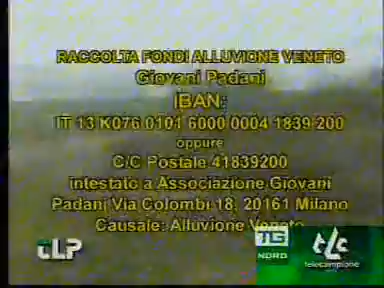 RACCOLTA FONDI ALLUVIONE VENETO
Giovani Padani
IBAN:
IT 13 K076 0101 6000 0004 1839 200
oppure
C/C Postale 41839200
intestato a Associazione Giovani
Padani Via Colombi 18, 20161 Milano
Causale: Alluvione Veneto
TG
NORD
TLP
tlc
telecampione